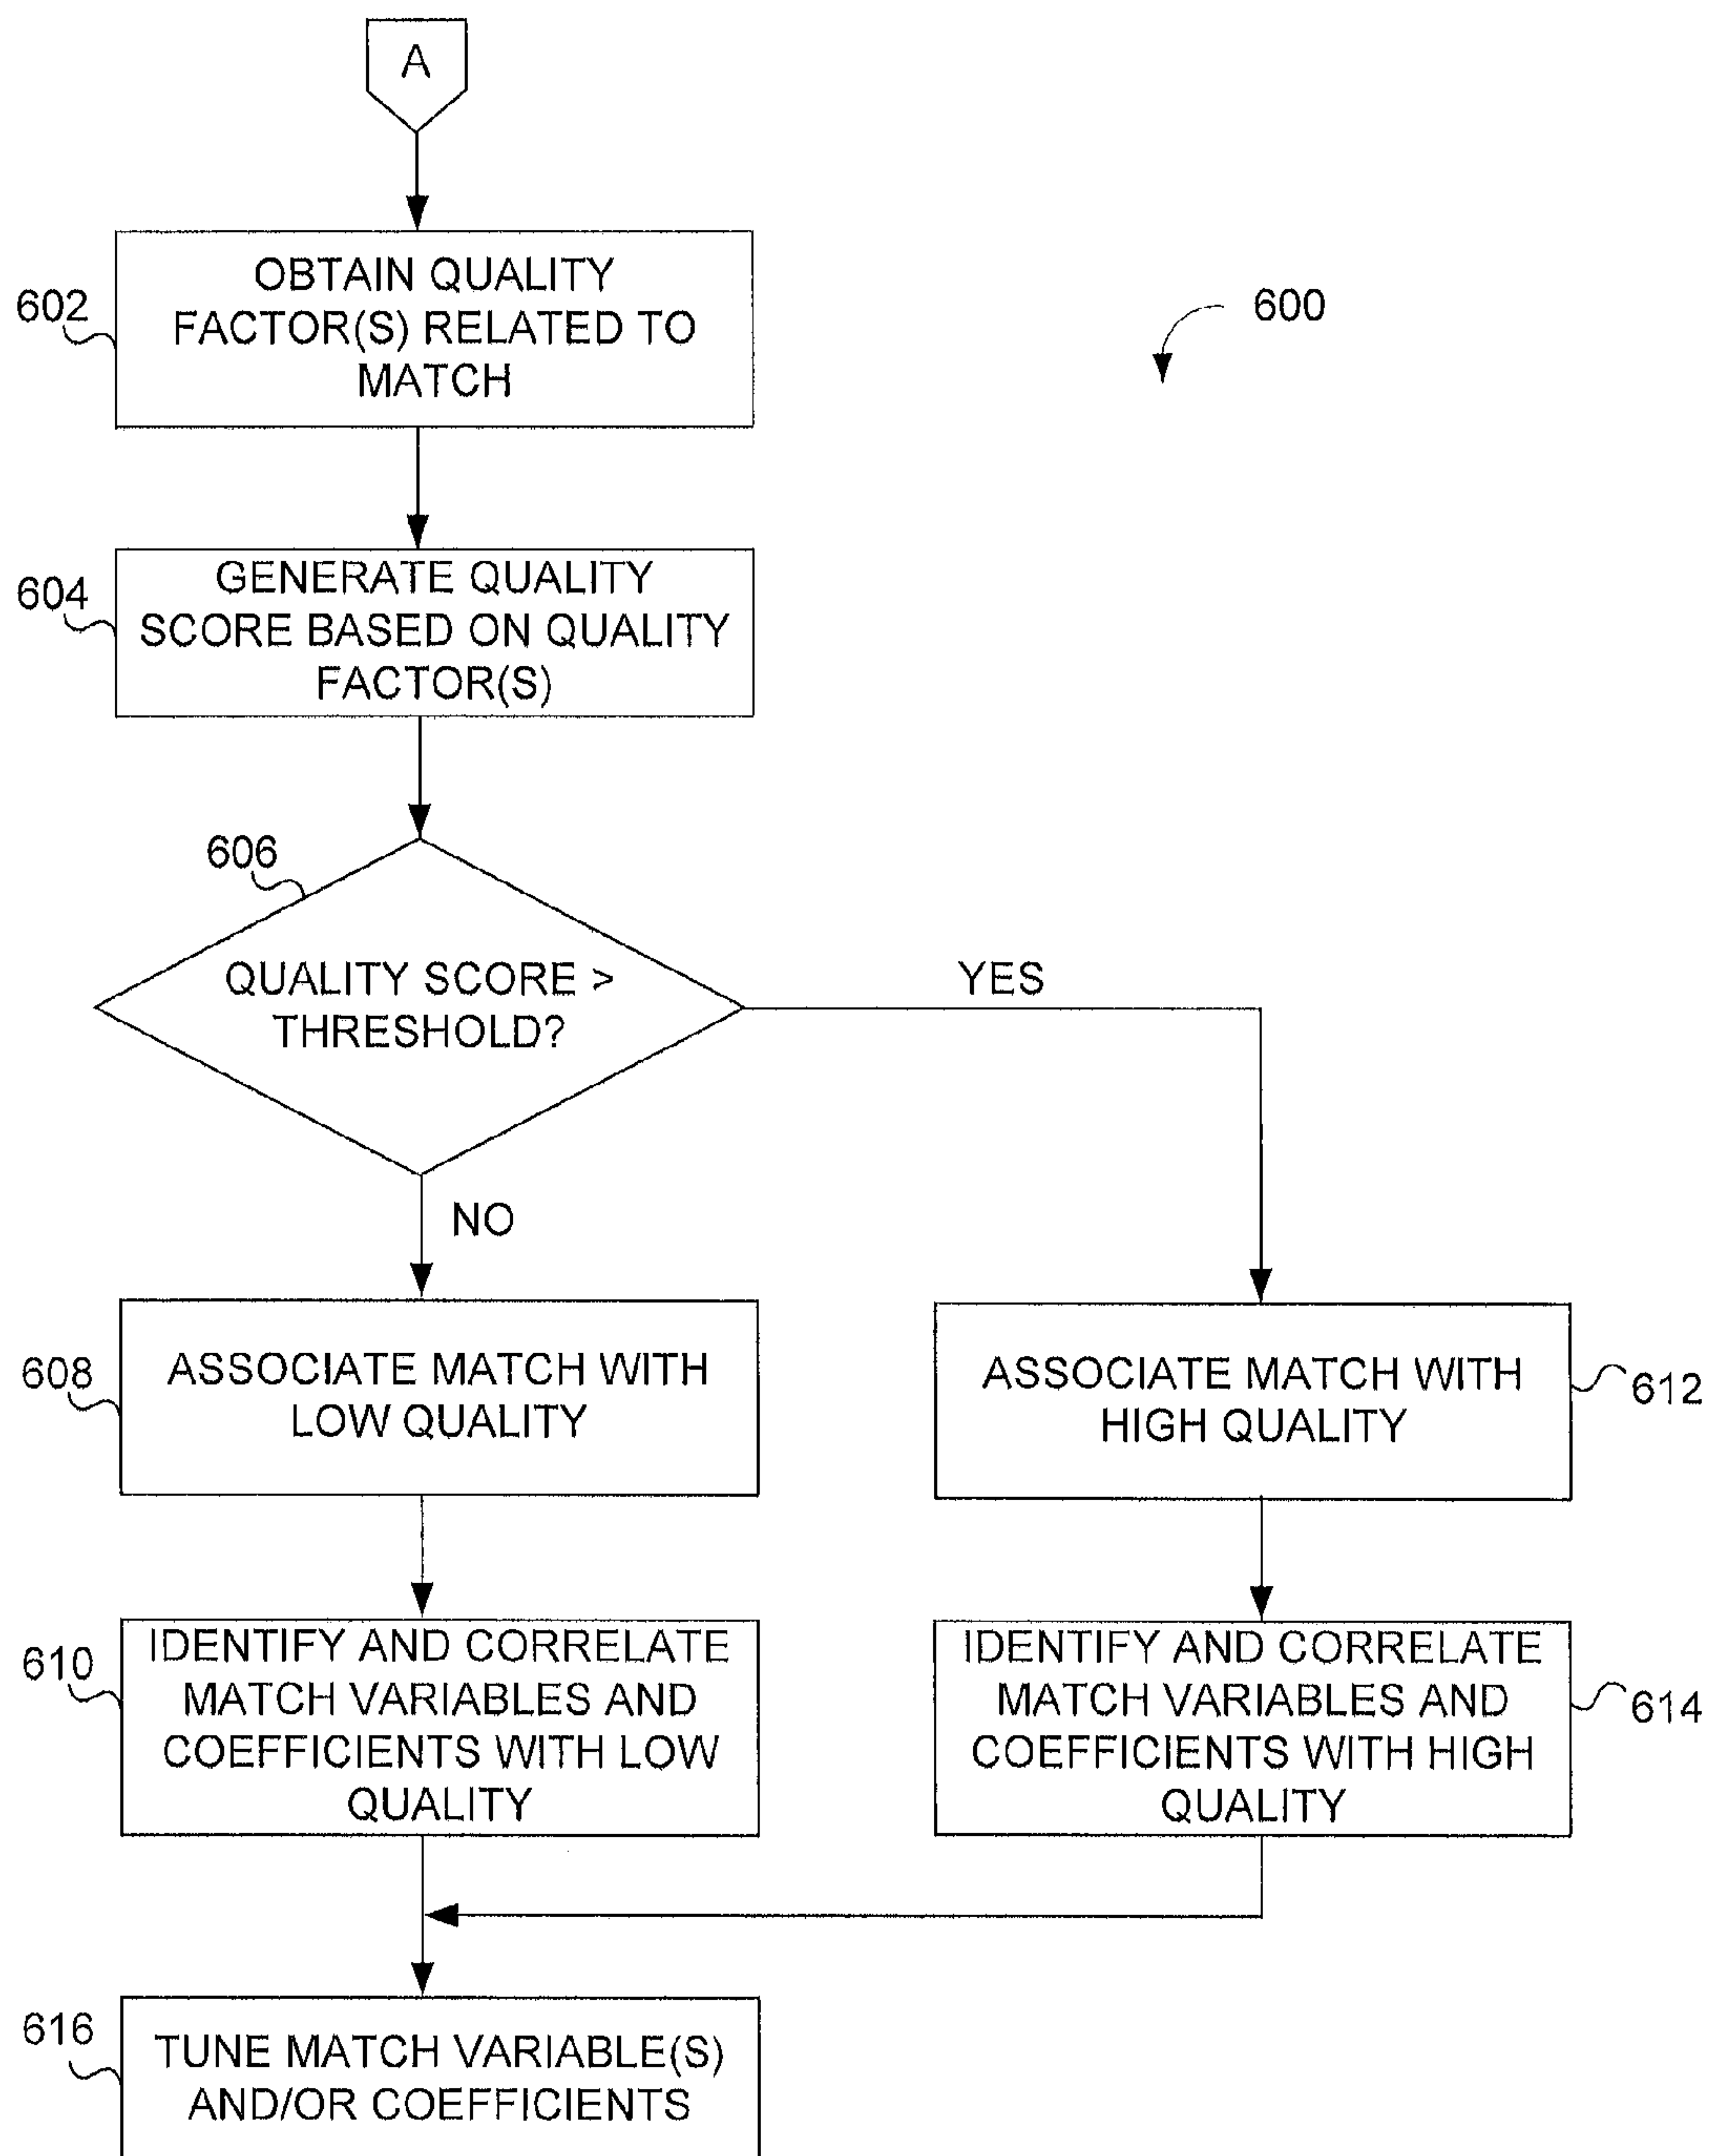 A
602
OBTAIN QUALITY
FACTOR(S) RELATED TO
MATCH
600
604
GENERATE QUALITY
SCORE BASED ON QUALITY
FACTOR(S)
606
QUALITY SCORE >
THRESHOLD?
YES
NO
608
ASSOCIATE MATCH WITH
LOW QUALITY
ASSOCIATE MATCH WITH
HIGH QUALITY
612
610
IDENTIFY AND CORRELATE
MATCH VARIABLES AND
COEFFICIENTS WITH LOW
QUALITY
IDENTIFY AND CORRELATE
MATCH VARIABLES AND
COEFFICIENTS WITH HIGH
QUALITY
614
616
TUNE MATCH VARIABLE(S)
AND/OR COEFFICIENTS